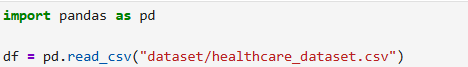 import pandas as pd
df = pd.read_csv("dataset/healthcare_dataset.csv")